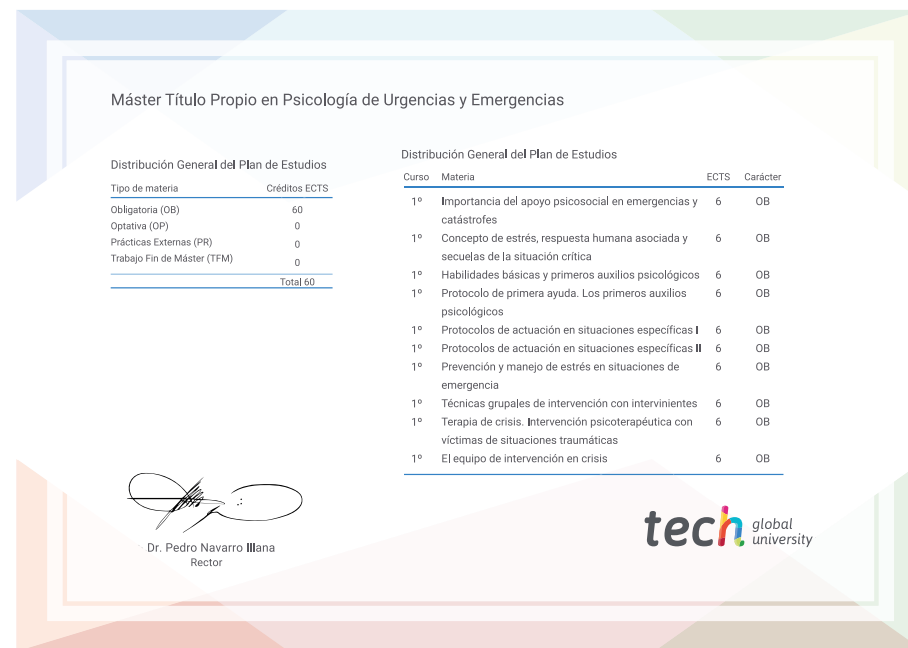 Máster Título Propio en Psicología de Urgencias y Emergencias
Distribución General del Plan de Estudios
Tipo de materia Créditos ECTS
Obligatoria (OB) 60
Optativa (OP) 0
Prácticas Externas (PR) 0
Trabajo Fin de Máster (TFM) 0
Total 60
Distribución General del Plan de Estudios
Curso Materia ECTS Carácter
1º Importancia del apoyo psicosocial en emergencias y 6 OB
catástrofes
1º Concepto de estrés, respuesta humana asociada y 6 OB
secuelas de la situación crítica
1º Habilidades básicas y primeros auxilios psicológicos 6 OB
1º Protocolo de primera ayuda. Los primeros auxilios 6 OB
psicológicos
1º Protocolos de actuación en situaciones específicas I 6 OB
1º Protocolos de actuación en situaciones específicas II 6 OB
1º Prevención y manejo de estrés en situaciones de 6 OB
emergencia
1º Técnicas grupales de intervención con intervinientes 6 OB
1º Terapia de crisis. Intervención psicoterapéutica con 6 OB
víctimas de situaciones traumáticas
1º El equipo de intervención en crisis 6 OB
Dr. Pedro Navarro Illana
Rector
tech global
university